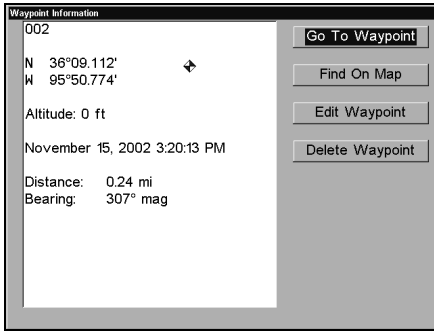 Waypoint Information
002
N 36°09.112'
W 95°50.774'
Altitude: 0 ft
November 15, 2002 3:20:13 PM
Distance: 0.24 mi
Bearing: 307° mag
Go To Waypoint
Find On Map
Edit Waypoint
Delete Waypoint